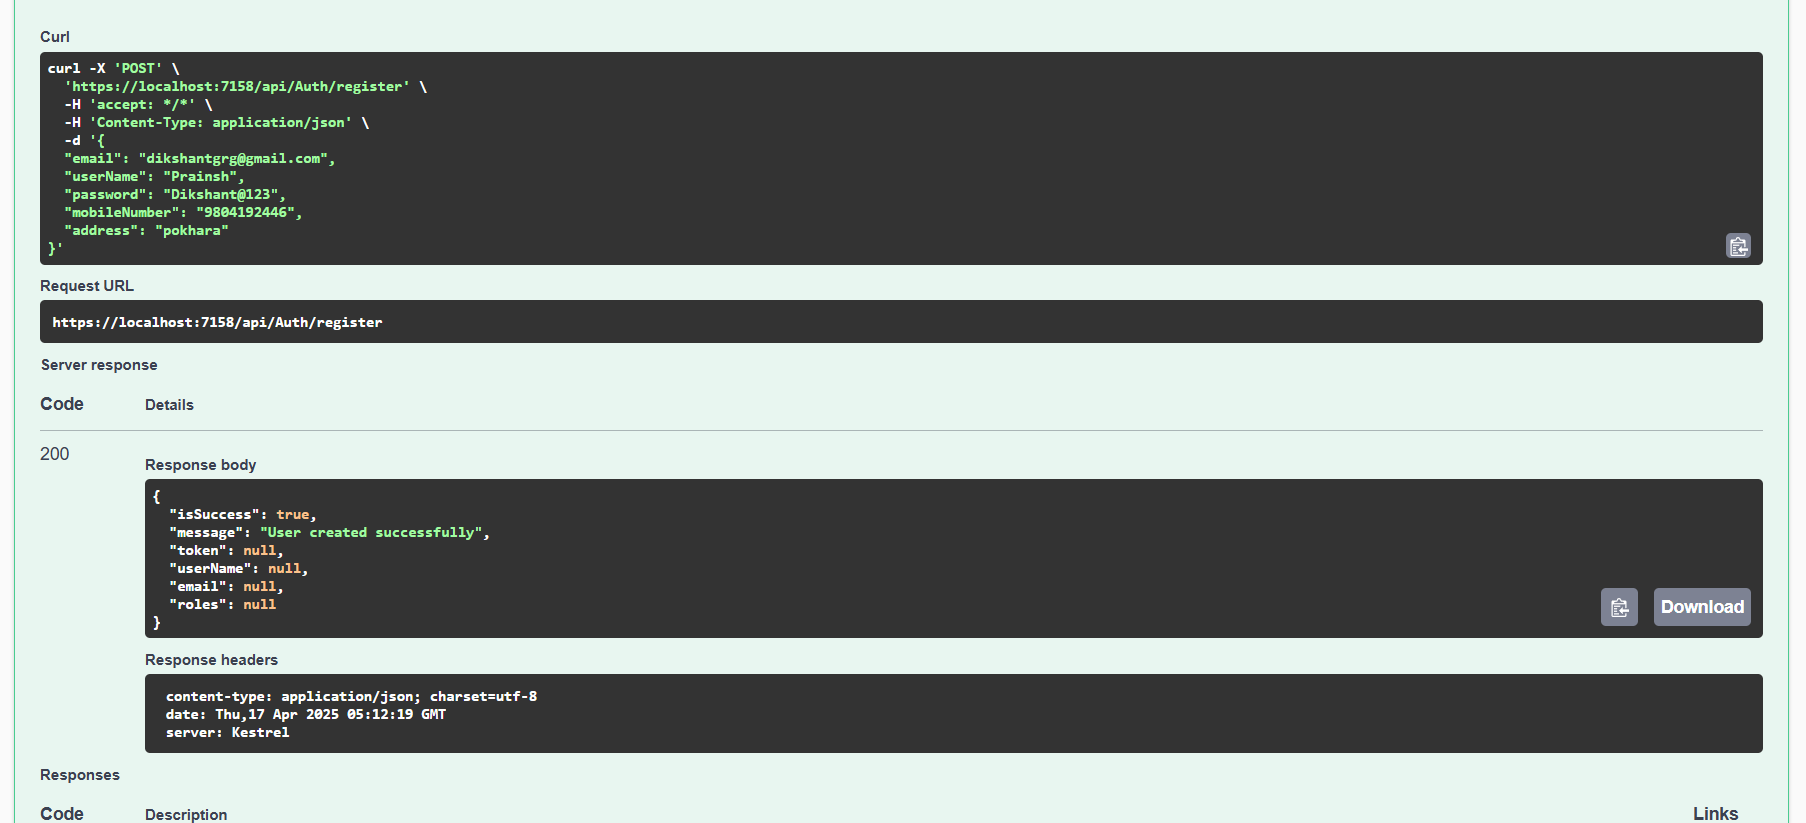 Curl
curl -X 'POST' \
'https://localhost:7158/api/Auth/register' \
-H 'accept: */*' \
-H 'Content-Type: application/json' \
-d '{
"email": "dikshantgrg@gmail.com",
"userName": "Prainsh",
"password": "Dikshant@123",
"mobileNumber": "9804192446",
"address": "pokhara"
}'
Request URL
https://localhost:7158/api/Auth/register
Server response
Code Details
200
Response body
{
"isSuccess": true,
"message": "User created successfully",
"token": null,
"userName": null,
"email": null,
"roles": null
}
Download
Response headers
content-type: application/json; charset=utf-8
date: Thu,17 Apr 2025 05:12:19 GMT
server: Kestrel
Responses
Code Description Links